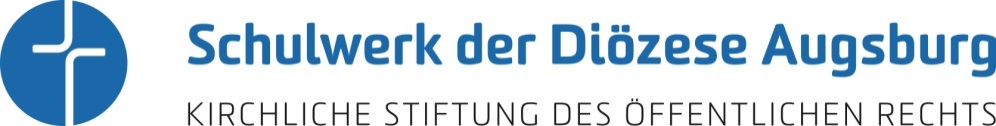 Schulwerk der Diözese Augsburg
KIRCHLICHE STIFTUNG DES ÖFFENTLICHEN RECHTS